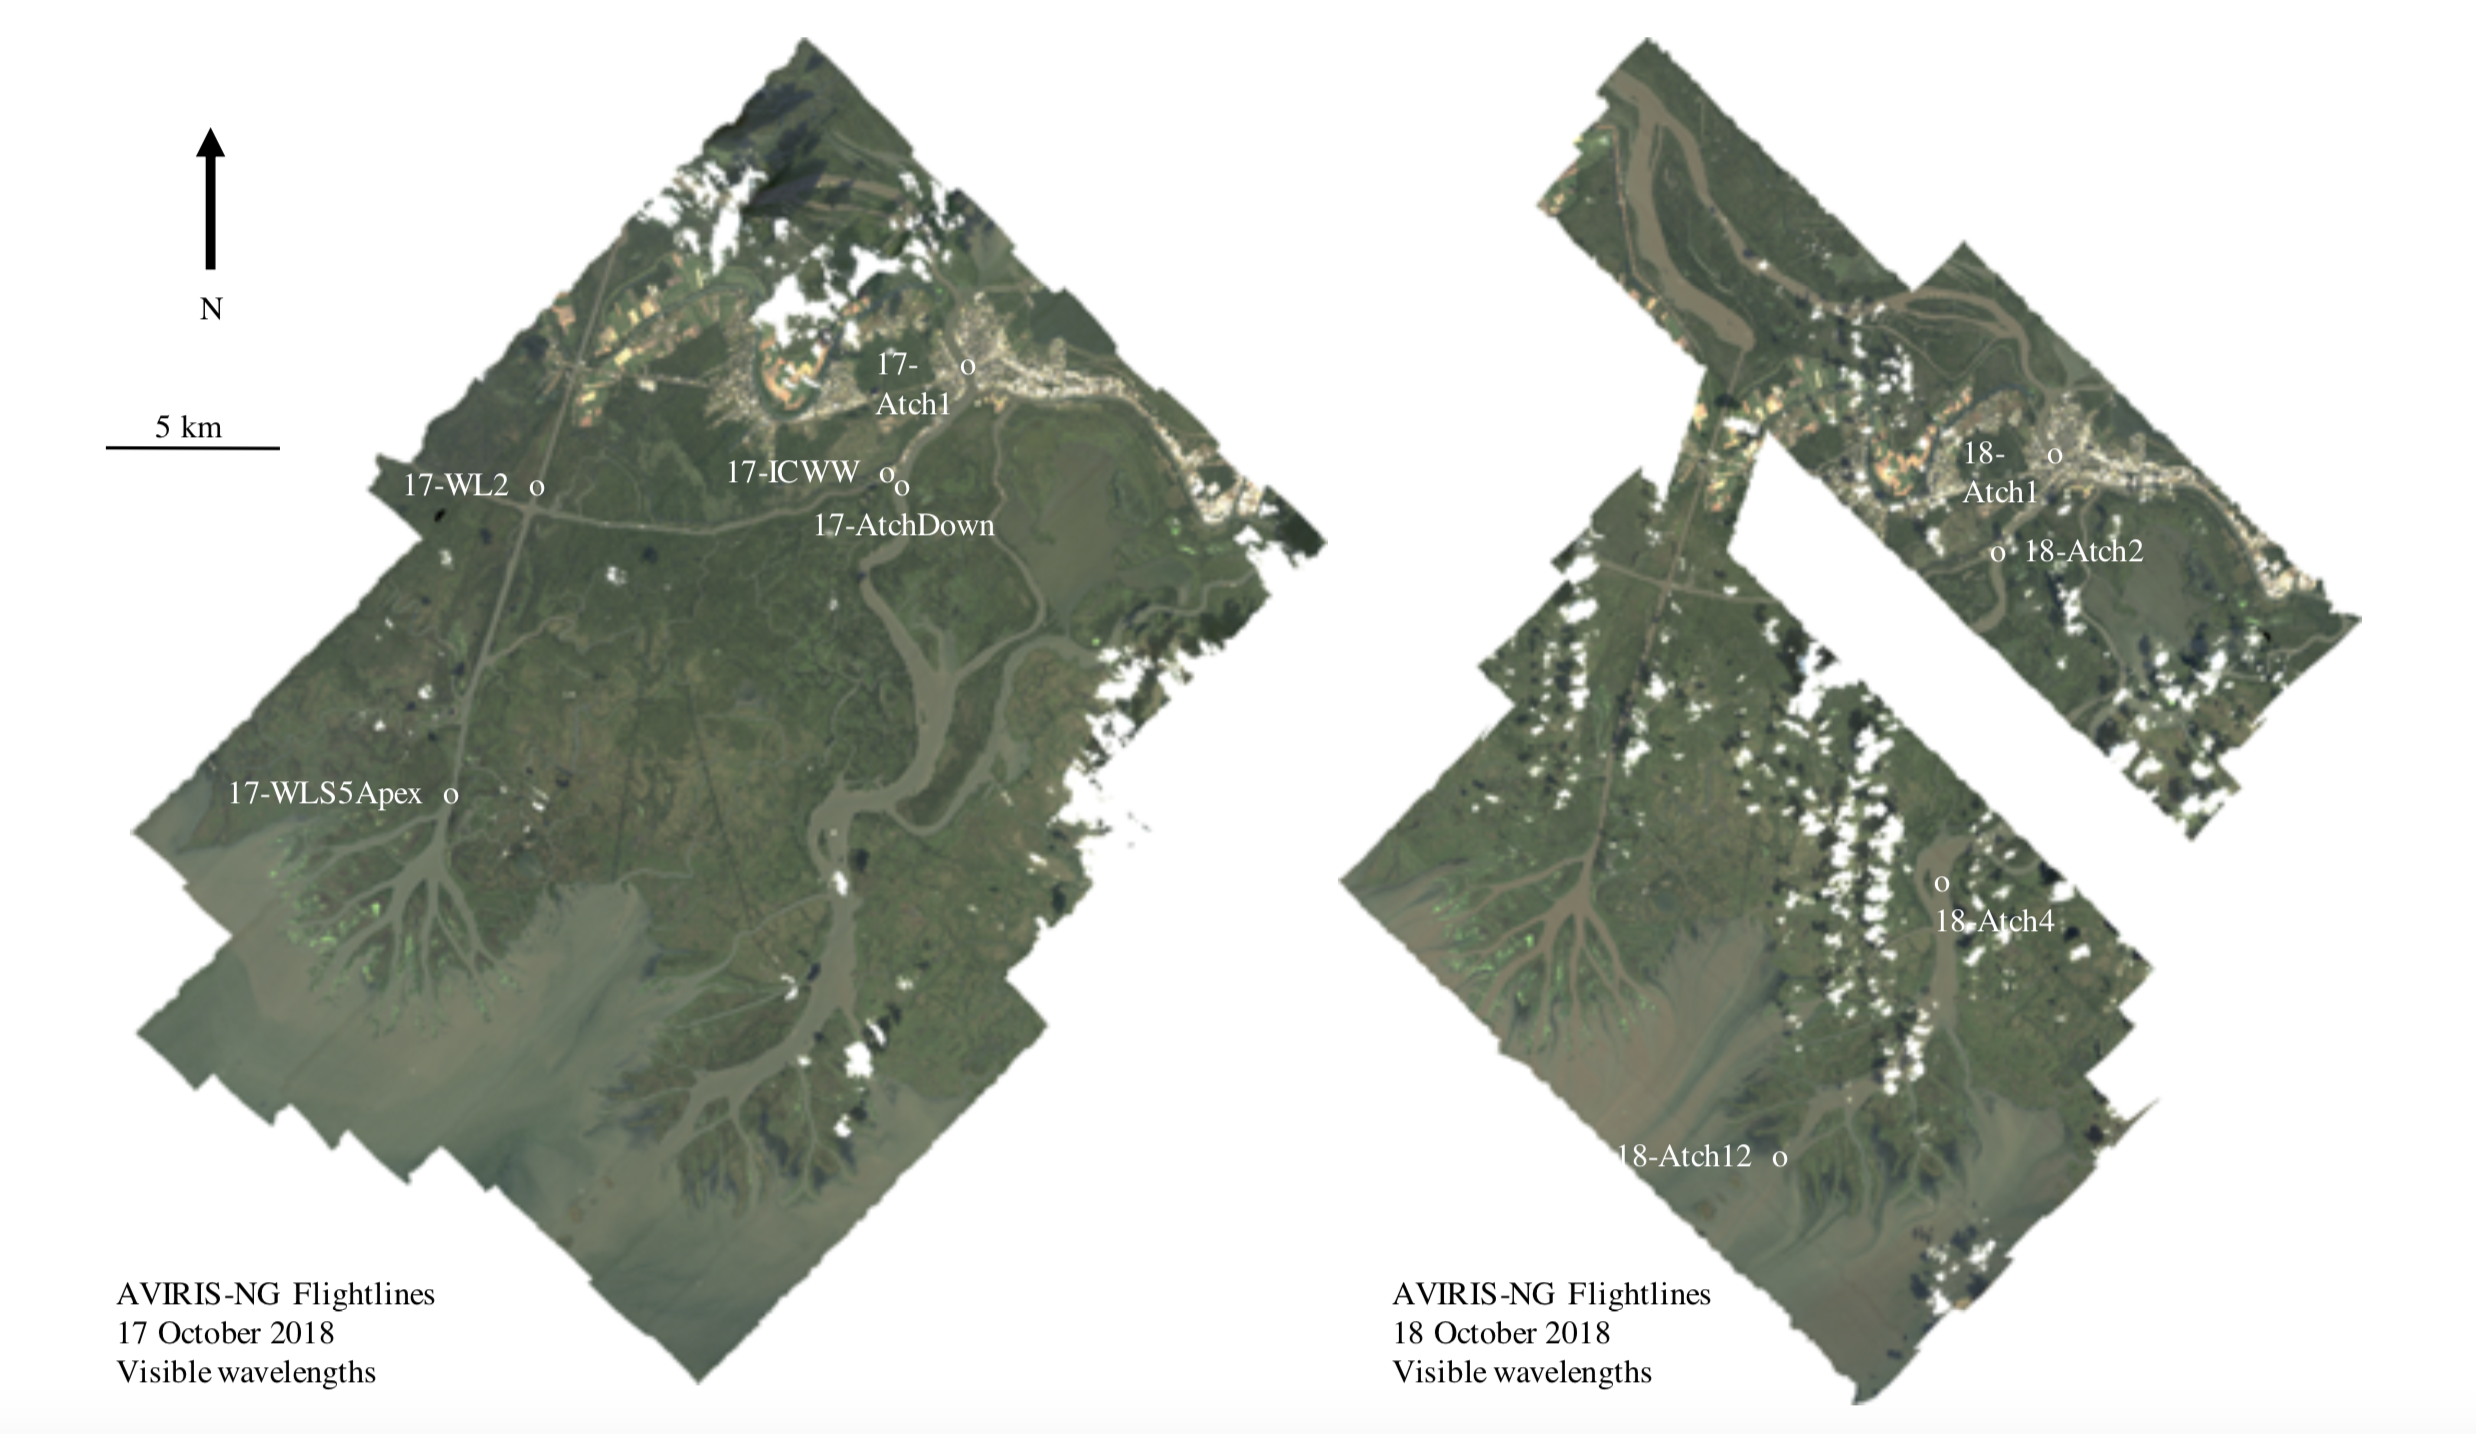 N
5 km
17-
Atch1 o
17-ICWW o
o
17-AtchDown
17-WL2 o
17-WLS5Apex o
AVIRIS-NG Flightlines
17 October 2018
Visible wavelengths
18-
Atch1 o
o 18-Atch2
o
18-Atch4
18-Atch12 o
AVIRIS-NG Flightlines
18 October 2018
Visible wavelengths